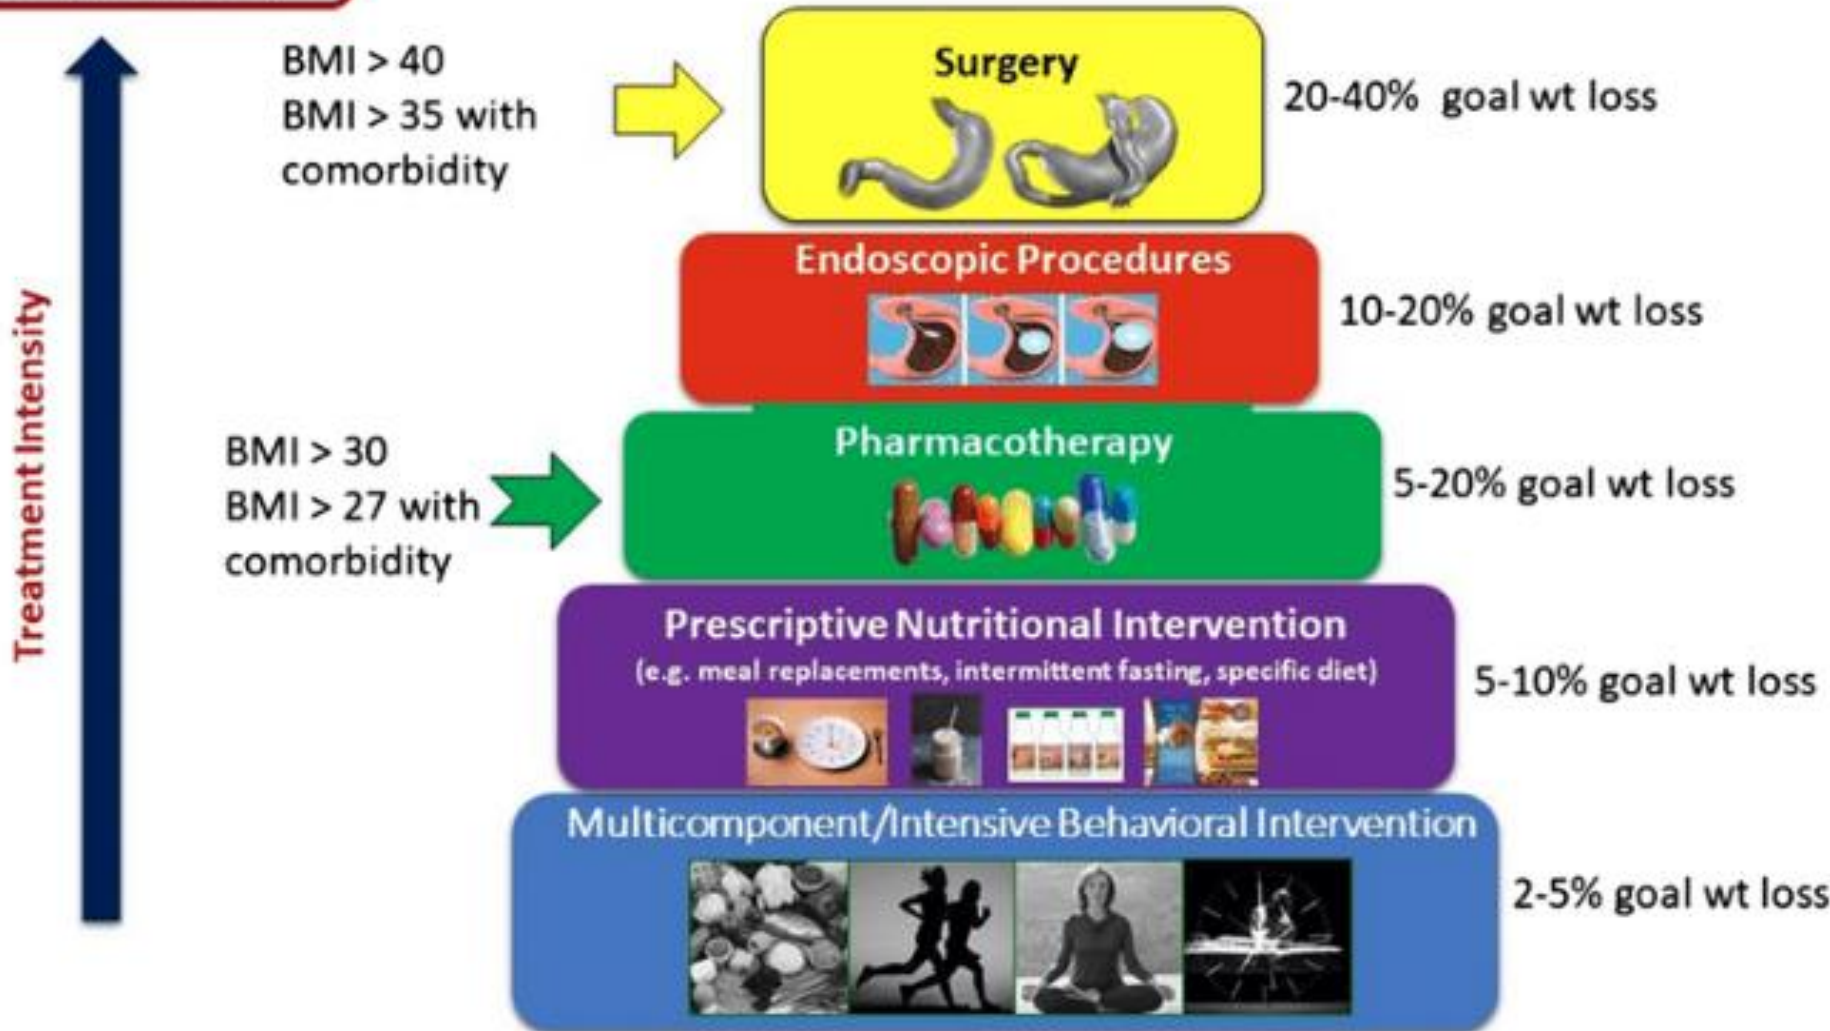 BMI > 40
BMI > 35 with
comorbidity
Surgery
20-40% goal wt loss
Endoscopic Procedures
10-20% goal wt loss
Treatment Intensity
BMI > 30
BMI > 27 with
comorbidity
Pharmacotherapy
5-20% goal wt loss
Prescriptive Nutritional Intervention
(e.g. meal replacements, intermittent fasting, specific diet)
5-10% goal wt loss
Multicomponent/Intensive Behavioral Intervention
2-5% goal wt loss